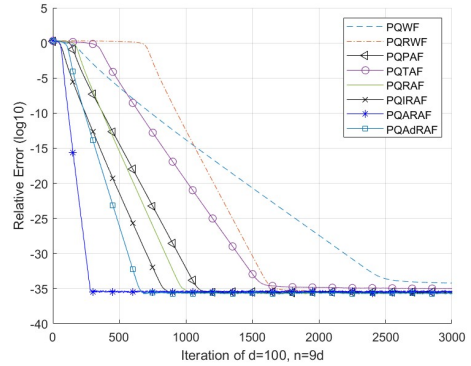 5
0
-5
-10
-15
-20
-25
-30
-35
-40
Relative Error (log10)
0
500
1000
1500
2000
2500
3000
Iteration of d=100, n=9d
PQWF
PQRWF
PQPAF
PQTAF
PQRAF
PQIRAF
PQARAF
PQAdRAF